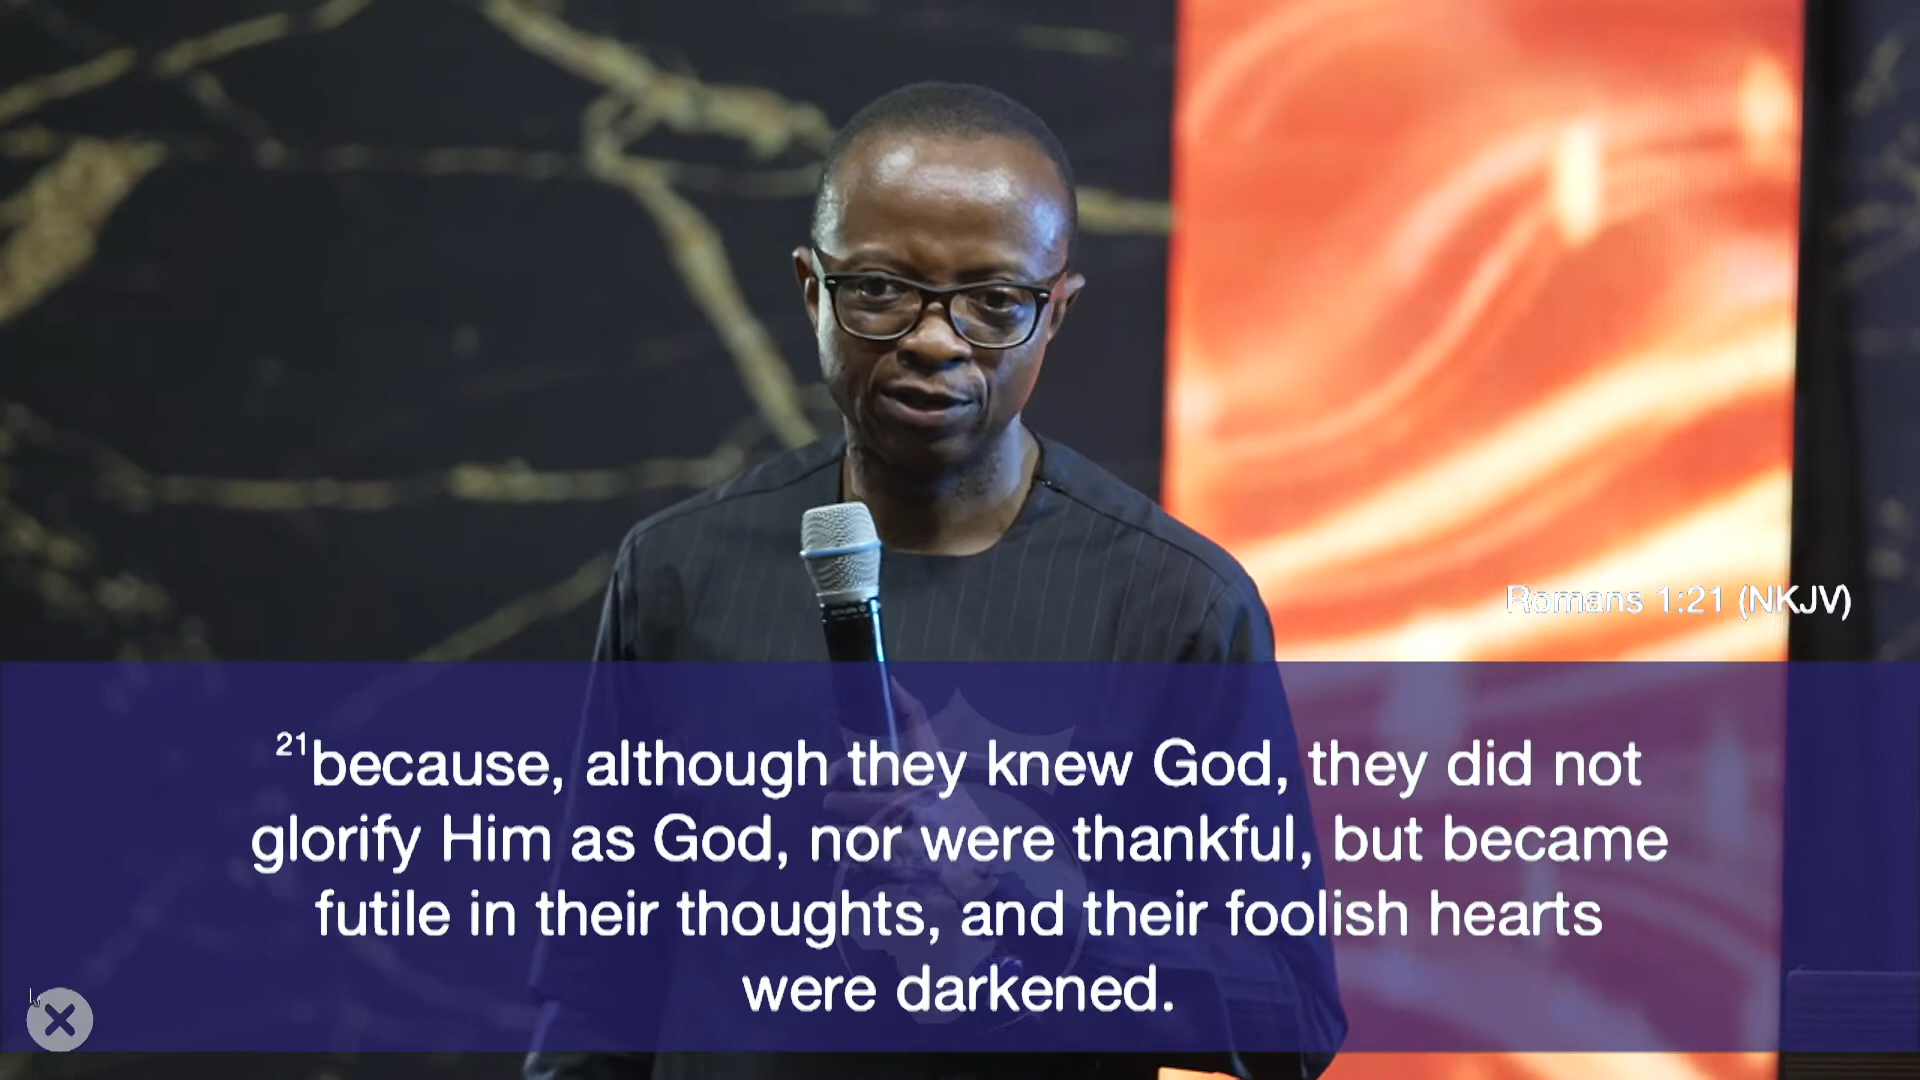 Romans 1:21 (NKJV)
21because, although they knew God, they did not
glorify Him as God, nor were thankful, but became
futile in their thoughts, and their foolish hearts
were darkened.